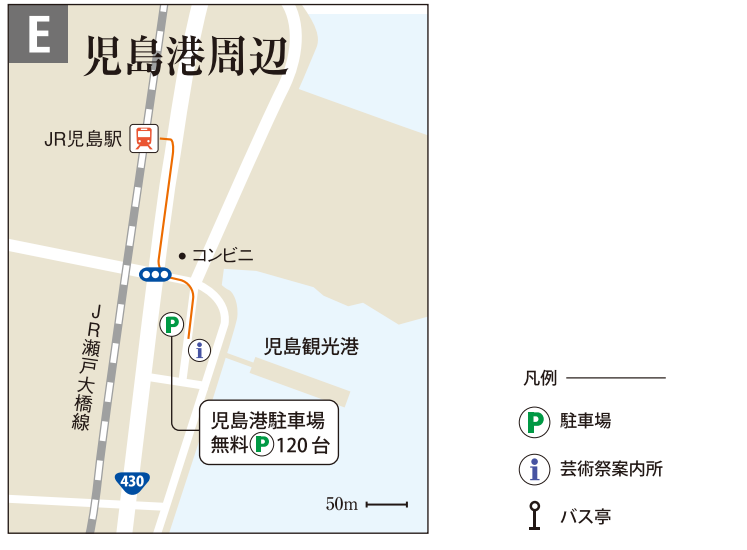 E
児島港周辺
JR児島駅
コンビニ
JR瀬戸大橋線
P
i
児島観光港
児島港駐車場
無料P120台
430
50m
凡例
P 駐車場
i 芸術祭案内所
バス亭